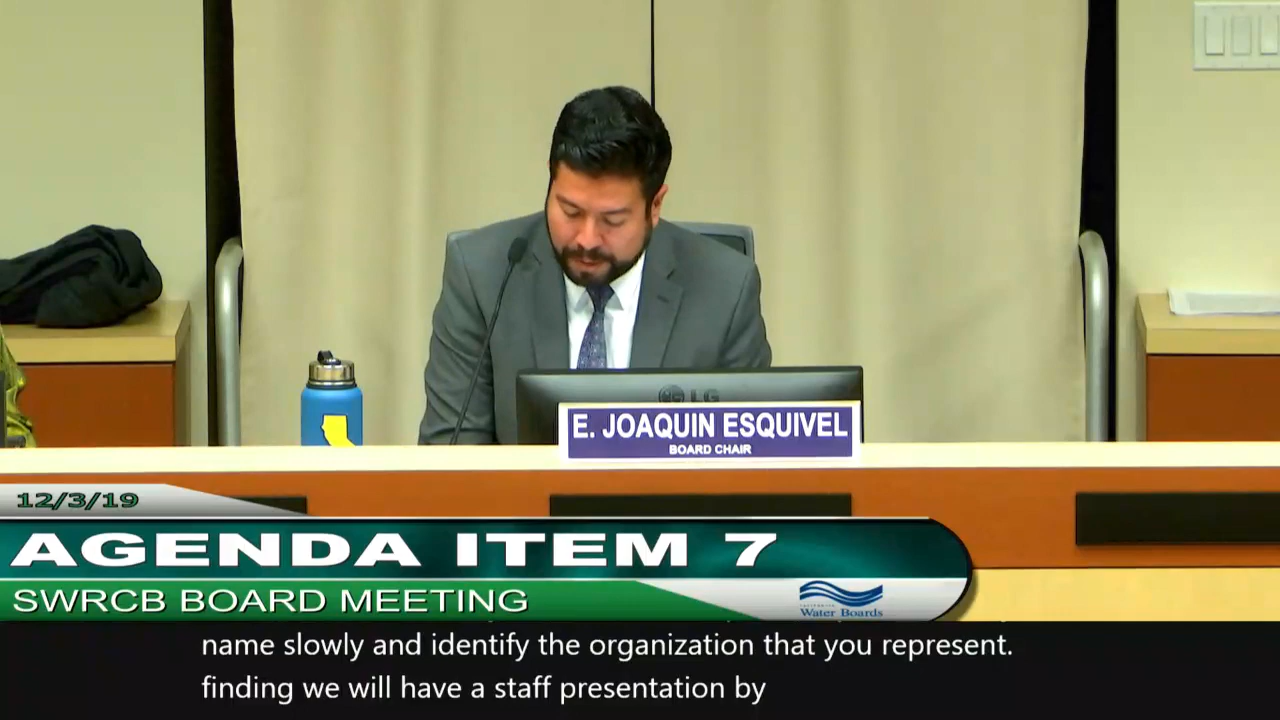 LG
E. JOAQUIN ESQUIVEL
BOARD CHAIR
12/3/19
AGENDA ITEM 7
SWRCB BOARD MEETING
Water Boards
name slowly and identify the organization that you represent.
finding we will have a staff presentation by